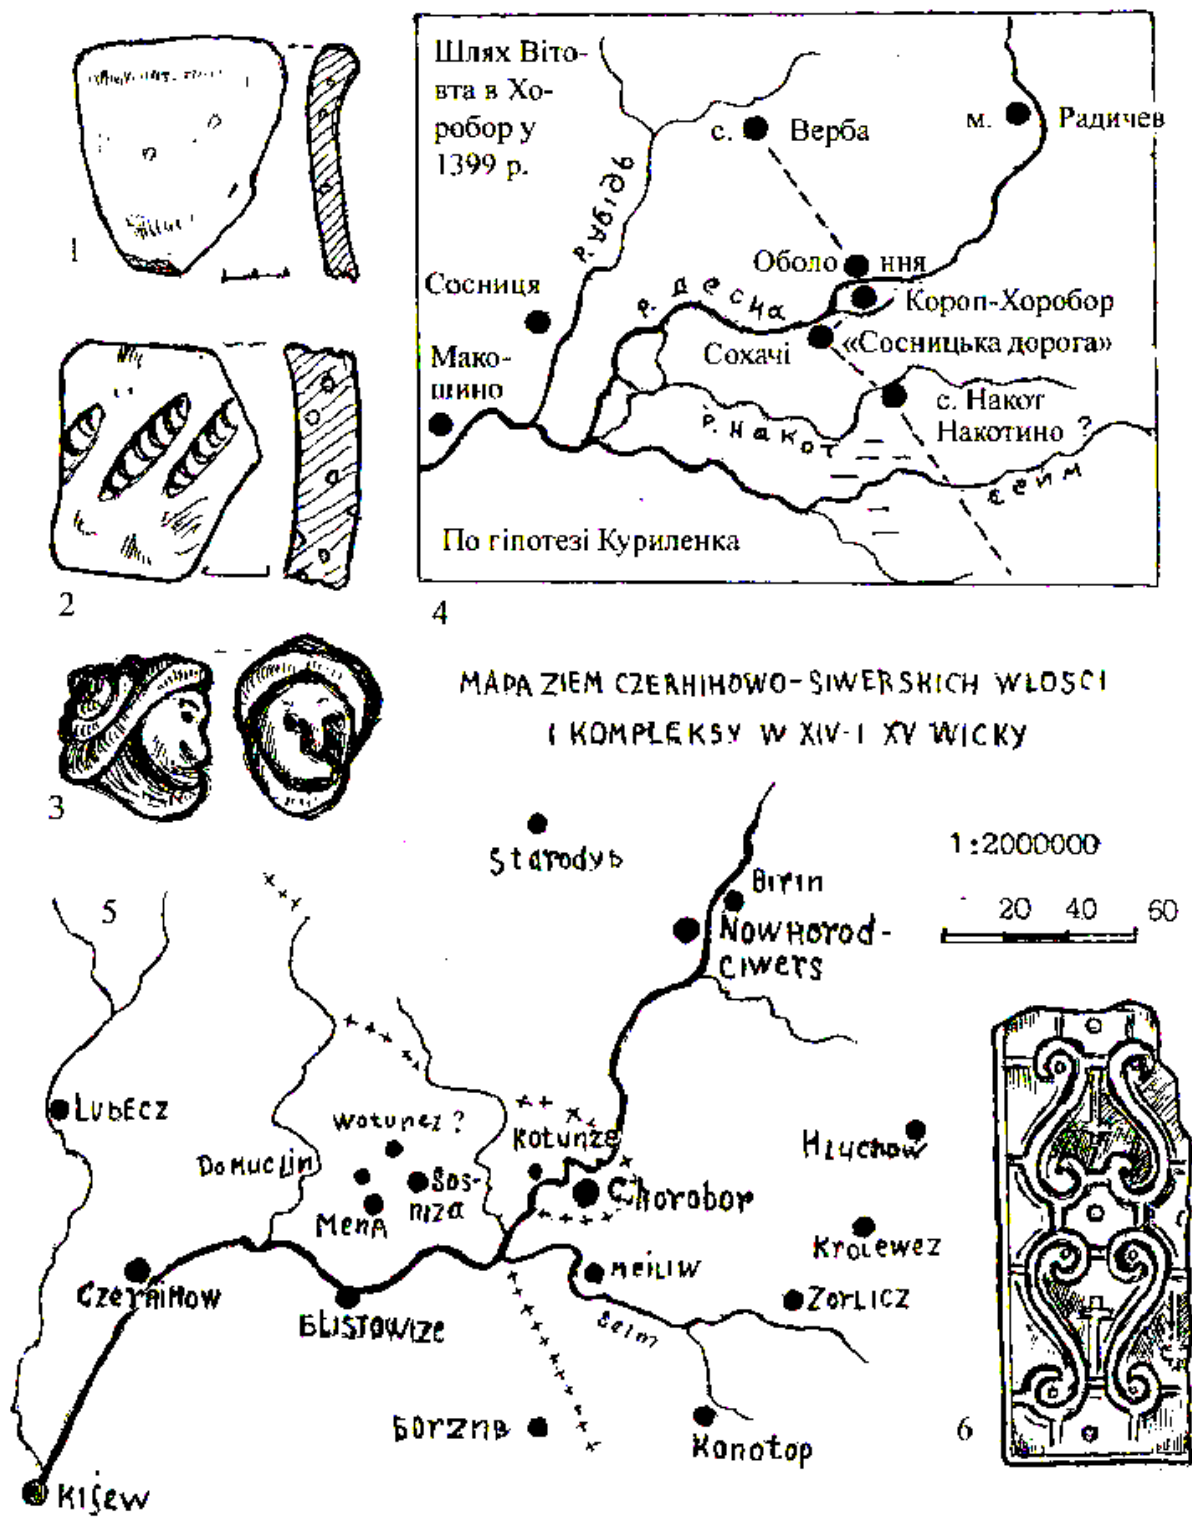 1
2
3
Шлях Віто-
вта в Хо-
робор у
1399 р.
с. Верба
м. Радичев
р. Убідь
Сосниця
Оболо ння
р. Десна
Короп-Хоробор
Сохачі «Сосницька дорога»
Мако-
шино
с. Накот
Накотино ?
р. Накот
Сейм
По гіпотезі Куриленка
4
MAPA ZIEM CZERNIHOWO-SIWERSKICH WŁOSCI
I KOMPLEKSY W XIV-I XV WICKY
5
Starodyb
1:2000000
20 40 60
Birin
Nowhorod-
Ciwers
Lubecz
Wotunez ?
Kotunze
Domuclin
Sos-
niza
Mena
Chorobor
Hłuchow
Krolewez
Czernihow
Blistowize
Meiliw
Zorlicz
Seim
Borzna
Konotop
Kijew
6